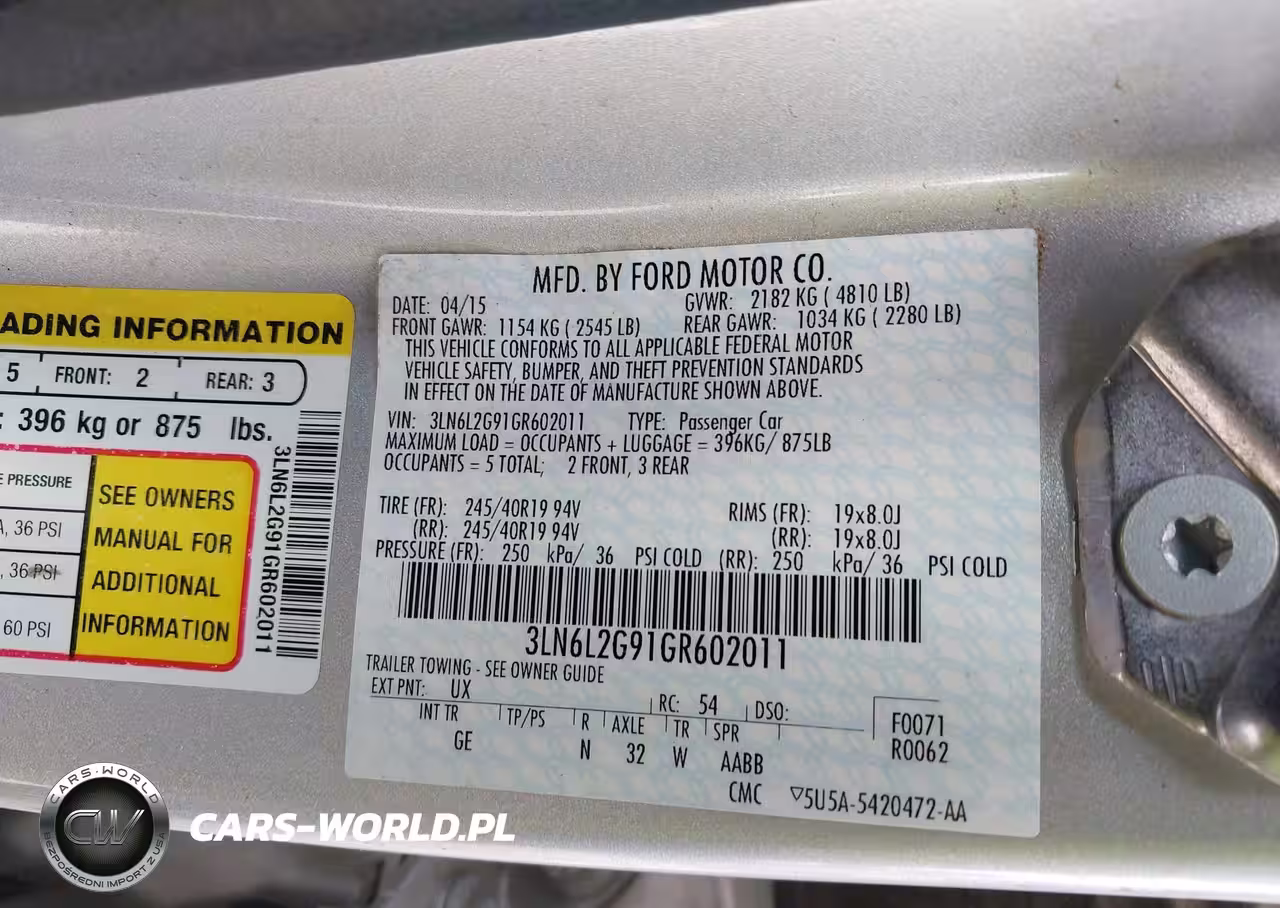 ADING INFORMATION
5 FRONT: 2 REAR: 3
: 396 kg or 875 lbs.
E PRESSURE
A, 36 PSI
, 36 PSI
60 PSI
SEE OWNERS
MANUAL FOR
ADDITIONAL
INFORMATION
3LN6L2G91GR602011
MFD. BY FORD MOTOR CO.
DATE: 04/15 GVWR: 2182 KG ( 4810 LB)
FRONT GAWR: 1154 KG ( 2545 LB) REAR GAWR: 1034 KG ( 2280 LB)
THIS VEHICLE CONFORMS TO ALL APPLICABLE FEDERAL MOTOR
VEHICLE SAFETY, BUMPER, AND THEFT PREVENTION STANDARDS
IN EFFECT ON THE DATE OF MANUFACTURE SHOWN ABOVE.
VIN: 3LN6L2G91GR602011 TYPE: Passenger Car
MAXIMUM LOAD = OCCUPANTS + LUGGAGE = 396KG/ 875LB
OCCUPANTS = 5 TOTAL; 2 FRONT, 3 REAR
TIRE (FR): 245/40R19 94V RIMS (FR): 19x8.0J
(RR): 245/40R19 94V (RR): 19x8.0J
PRESSURE (FR): 250 kPa/ 36 PSI COLD (RR): 250 kPa/ 36 PSI COLD
3LN6L2G91GR602011
TRAILER TOWING - SEE OWNER GUIDE
EXT PNT: UX RC: 54 DSO:
INT TR TP/PS R AXLE TR SPR F0071
GE N 32 W AABB R0062
CMC ▽5U5A-5420472-AA
CARS-WORLD
CW
BEZPOŚREDNI IMPORT Z USA
CARS-WORLD.PL